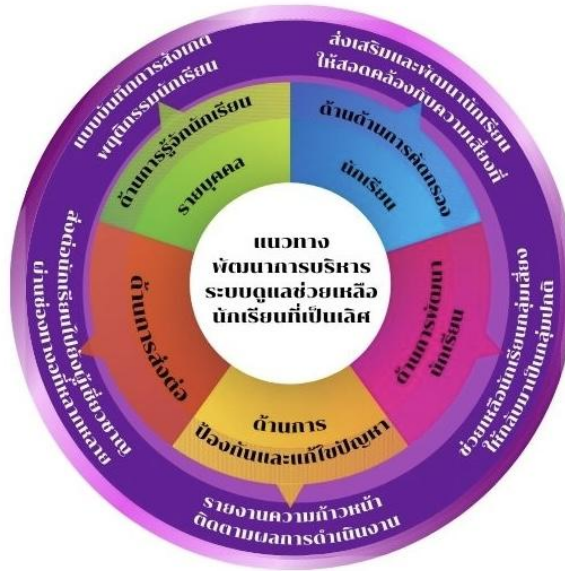 แนวทาง
พัฒนาการบริหาร
ระบบดูแลช่วยเหลือ
นักเรียนที่เป็นเลิศ
ด้านการรู้จักนักเรียน
รายบุคคล
ด้านด้านการคัดกรอง
นักเรียน
ด้านการพัฒนา
นักเรียน
ด้านการ
ป้องกันและแก้ไขปัญหา
ด้านการส่งต่อ
แบบบันทึกการสังเกต
พฤติกรรมนักเรียน
ส่งเสริมและพัฒนานักเรียน
ให้สอดคล้องกับความเสี่ยงที่
ช่วยเหลือนักเรียนกลุ่มเสี่ยง
ให้กลับมาเป็นกลุ่มปกติ
รายงานความก้าวหน้า
ติดตามผลการดำเนินงาน
ส่งต่อนักเรียนไปยังผู้เชี่ยวชาญ
ผ่านช่องทางอที่หลากหลาย